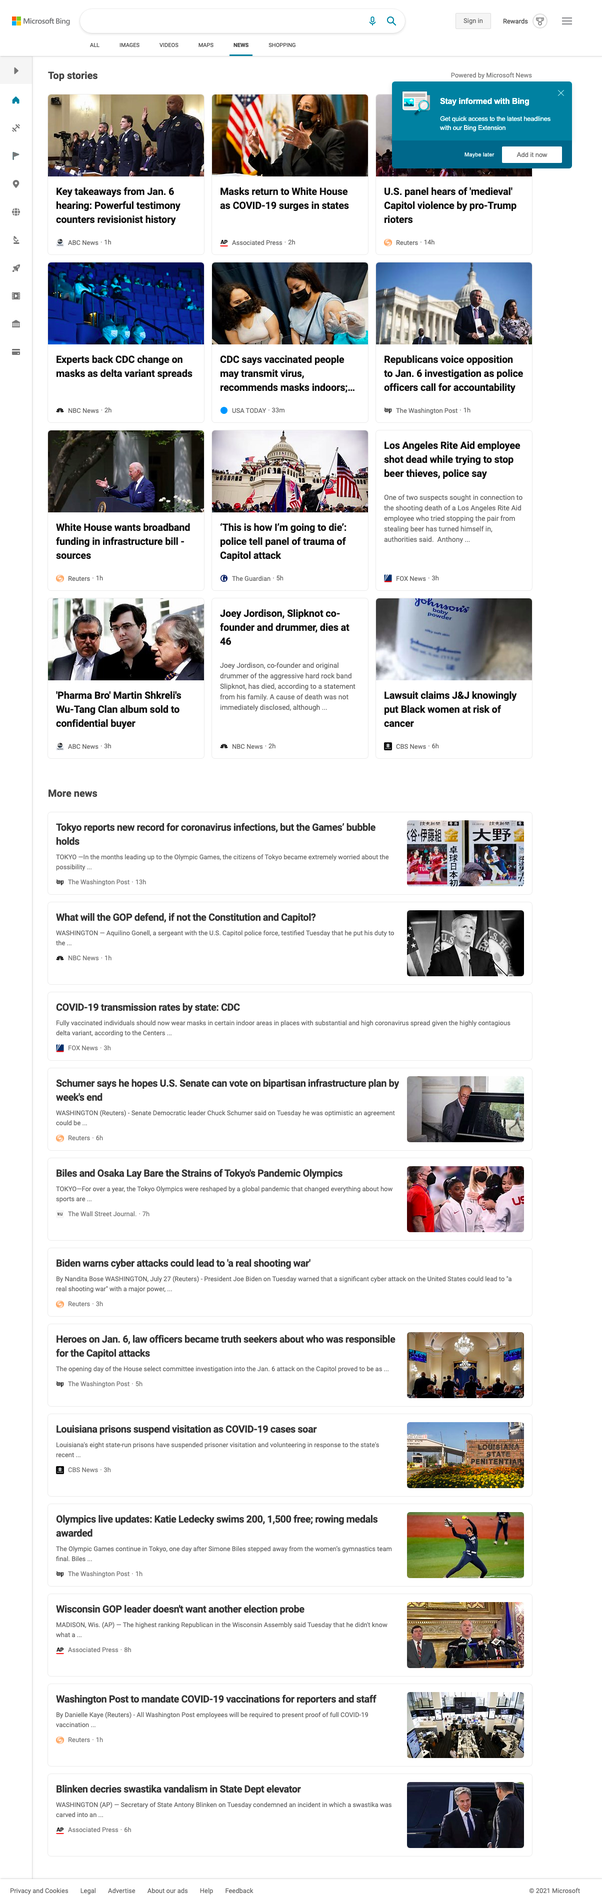 Microsoft Bing
Sign in
Rewards
ALL
IMAGES
VIDEOS
MAPS
NEWS
SHOPPING
Top stories
Powered by Microsoft News
Stay informed with Bing
Get quick access to the latest headlines
with our Bing Extension
Maybe later
Add it now
Key takeaways from Jan. 6
hearing: Powerful testimony
counters revisionist history
ABC News · 1h
Masks return to White House
as COVID-19 surges in states
AP Associated Press · 2h
U.S. panel hears of 'medieval'
Capitol violence by pro-Trump
rioters
Reuters · 14h
Experts back CDC change on
masks as delta variant spreads
NBC News · 2h
CDC says vaccinated people
may transmit virus,
recommends masks indoors;...
USA TODAY · 33m
Republicans voice opposition
to Jan. 6 investigation as police
officers call for accountability
wp The Washington Post · 1h
White House wants broadband
funding in infrastructure bill -
sources
Reuters · 1h
'This is how I'm going to die':
police tell panel of trauma of
Capitol attack
The Guardian · 5h
Los Angeles Rite Aid employee
shot dead while trying to stop
beer thieves, police say
One of two suspects sought in connection to
the shooting death of a Los Angeles Rite Aid
employee who tried stopping the pair from
stealing beer has turned himself in,
authorities said. Anthony ...
FOX News · 3h
'Pharma Bro' Martin Shkreli's
Wu-Tang Clan album sold to
confidential buyer
ABC News · 3h
Joey Jordison, Slipknot co-
founder and drummer, dies at
46
Joey Jordison, co-founder and original
drummer of the aggressive hard rock band
Slipknot, has died, according to a statement
from his family. A cause of death was not
immediately disclosed, although ...
NBC News · 2h
Johnson's
baby
powder
Lawsuit claims J&J knowingly
put Black women at risk of
cancer
CBS News · 6h
More news
Tokyo reports new record for coronavirus infections, but the Games' bubble
holds
TOKYO —In the months leading up to the Olympic Games, the citizens of Tokyo became extremely worried about the
possibility ...
wp The Washington Post · 13h
谷・伊藤組
金
大野
卓球日本初
What will the GOP defend, if not the Constitution and Capitol?
WASHINGTON — Aquilino Gonell, a sergeant with the U.S. Capitol police force, testified Tuesday that he put his duty to
the ...
NBC News · 1h
COVID-19 transmission rates by state: CDC
Fully vaccinated individuals should now wear masks in certain indoor areas in places with substantial and high coronavirus spread given the highly contagious
delta variant, according to the Centers ...
FOX News · 3h
Schumer says he hopes U.S. Senate can vote on bipartisan infrastructure plan by
week's end
WASHINGTON (Reuters) - Senate Democratic leader Chuck Schumer said on Tuesday he was optimistic an agreement
could be ...
Reuters · 6h
Biles and Osaka Lay Bare the Strains of Tokyo's Pandemic Olympics
TOKYO—For over a year, the Tokyo Olympics were reshaped by a global pandemic that changed everything about how
sports are ...
The Wall Street Journal. · 7h
US
Biden warns cyber attacks could lead to 'a real shooting war'
By Nandita Bose WASHINGTON, July 27 (Reuters) - President Joe Biden on Tuesday warned that a significant cyber attack on the United States could lead to "a
real shooting war" with a major power, ...
Reuters · 3h
Heroes on Jan. 6, law officers became truth seekers about who was responsible
for the Capitol attacks
The opening day of the House select committee investigation into the Jan. 6 attack on the Capitol proved to be as ...
wp The Washington Post · 5h
Louisiana prisons suspend visitation as COVID-19 cases soar
Louisiana's eight state-run prisons have suspended prisoner visitation and volunteering in response to the state's
recent ...
CBS News · 3h
LOUISIANA
STATE
PENITENTIARY
Olympics live updates: Katie Ledecky swims 200, 1,500 free; rowing medals
awarded
The Olympic Games continue in Tokyo, one day after Simone Biles stepped away from the women's gymnastics team
final. Biles ...
wp The Washington Post · 1h
Wisconsin GOP leader doesn't want another election probe
MADISON, Wis. (AP) — The highest ranking Republican in the Wisconsin Assembly said Tuesday that he didn't know
what a ...
AP Associated Press · 8h
Washington Post to mandate COVID-19 vaccinations for reporters and staff
By Danielle Kaye (Reuters) - All Washington Post employees will be required to present proof of full COVID-19
vaccination ...
Reuters · 1h
Blinken decries swastika vandalism in State Dept elevator
WASHINGTON (AP) — Secretary of State Antony Blinken on Tuesday condemned an incident in which a swastika was
carved into an ...
AP Associated Press · 6h
Privacy and Cookies
Legal
Advertise
About our ads
Help
Feedback
© 2021 Microsoft